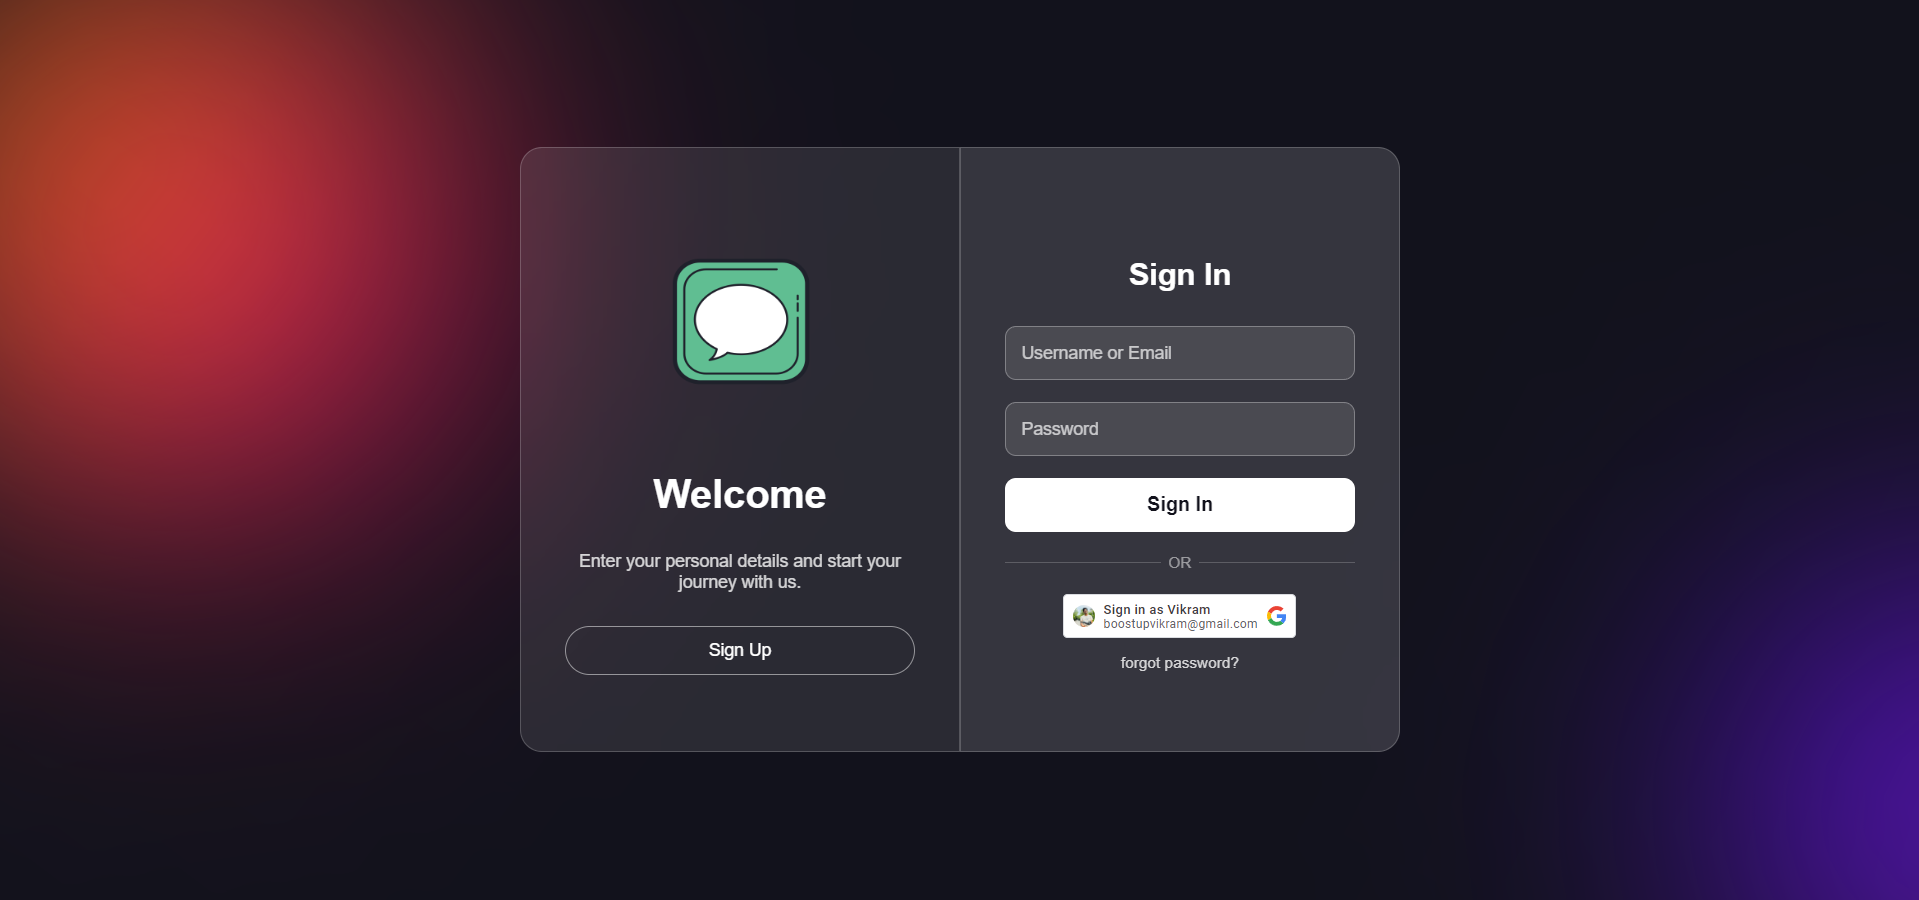 Welcome
Enter your personal details and start your
journey with us.
Sign Up
Sign In
Username or Email
Password
Sign In
OR
Sign in as Vikram
boostupvikram@gmail.com
forgot password?